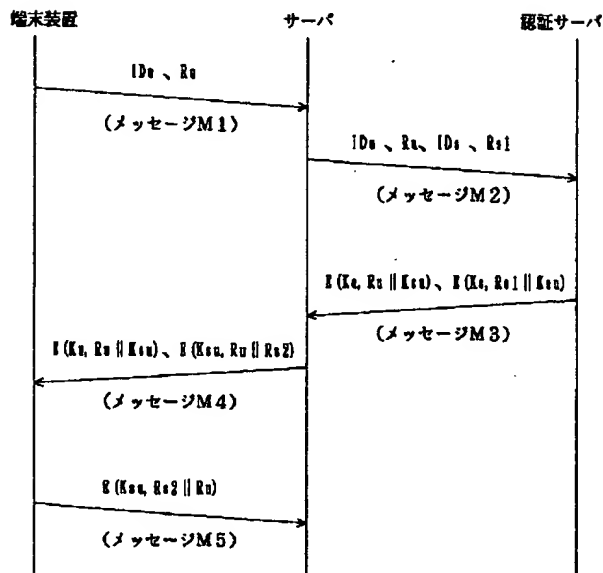 端末装置 サーバ 認証サーバ
IDu 、Ru
(メッセージM1)
IDu 、Ru、IDs 、Rs1
(メッセージM2)
E(Ku, Ru || Ksu) 、E(Ks, Rs1 || Ksu)
(メッセージM3)
E(Ku, Ru || Ksu) 、E(Ksu, Ru || Rs2)
(メッセージM4)
E(Ksu, Rs2 || Ru)
(メッセージM5)